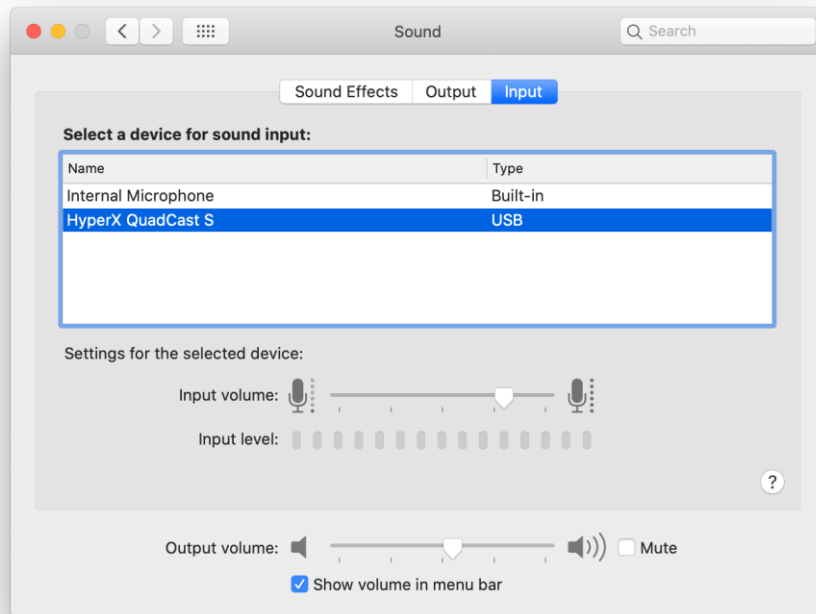 Sound
Search
Sound Effects Output Input
Select a device for sound input:
Name Type
Internal Microphone Built-in
HyperX QuadCast S USB
Settings for the selected device:
Input volume:
Input level:
?
Output volume: Mute
Show volume in menu bar